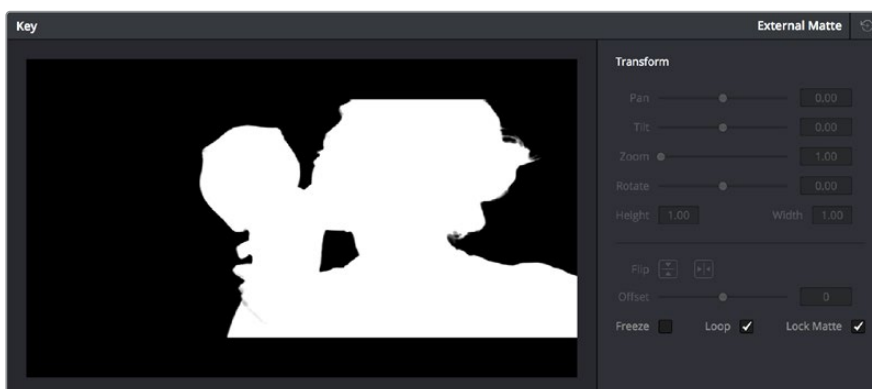 Key
External Matte
Transform
Pan 0.00
Tilt 0.00
Zoom 1.00
Rotate 0.00
Height 1.00 Width 1.00
Flip
Offset 0
Freeze Loop Lock Matte